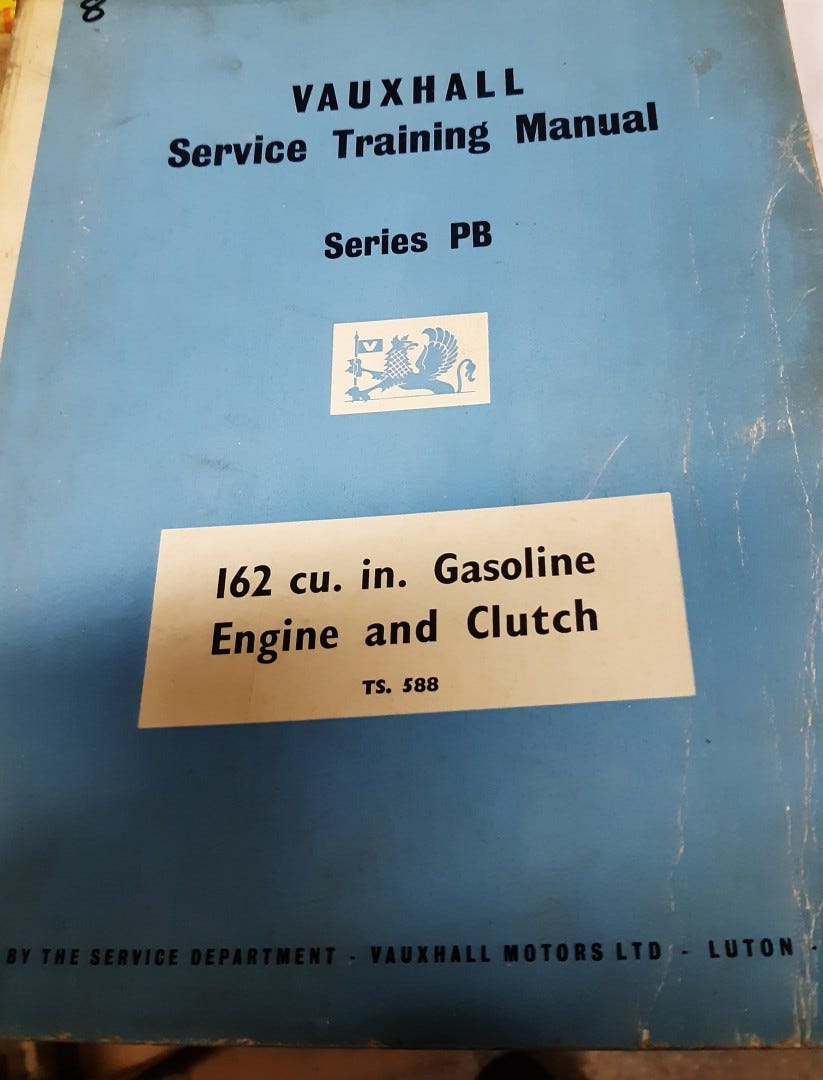 8
VAUXHALL
Service Training Manual
Series PB
V
162 cu. in. Gasoline
Engine and Clutch
TS. 588
BY THE SERVICE DEPARTMENT - VAUXHALL MOTORS LTD - LUTON -